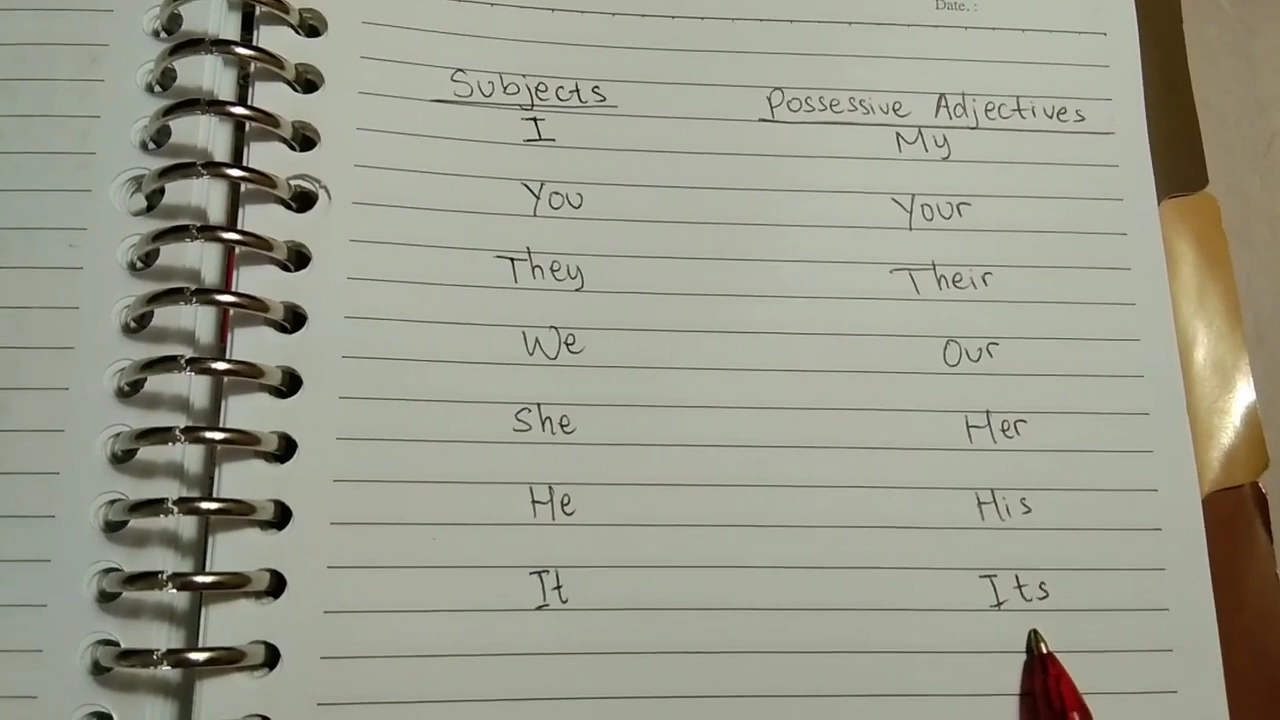 Date. :
Subjects Possessive Adjectives
I My
You Your
They Their
We Our
She Her
He His
It Its